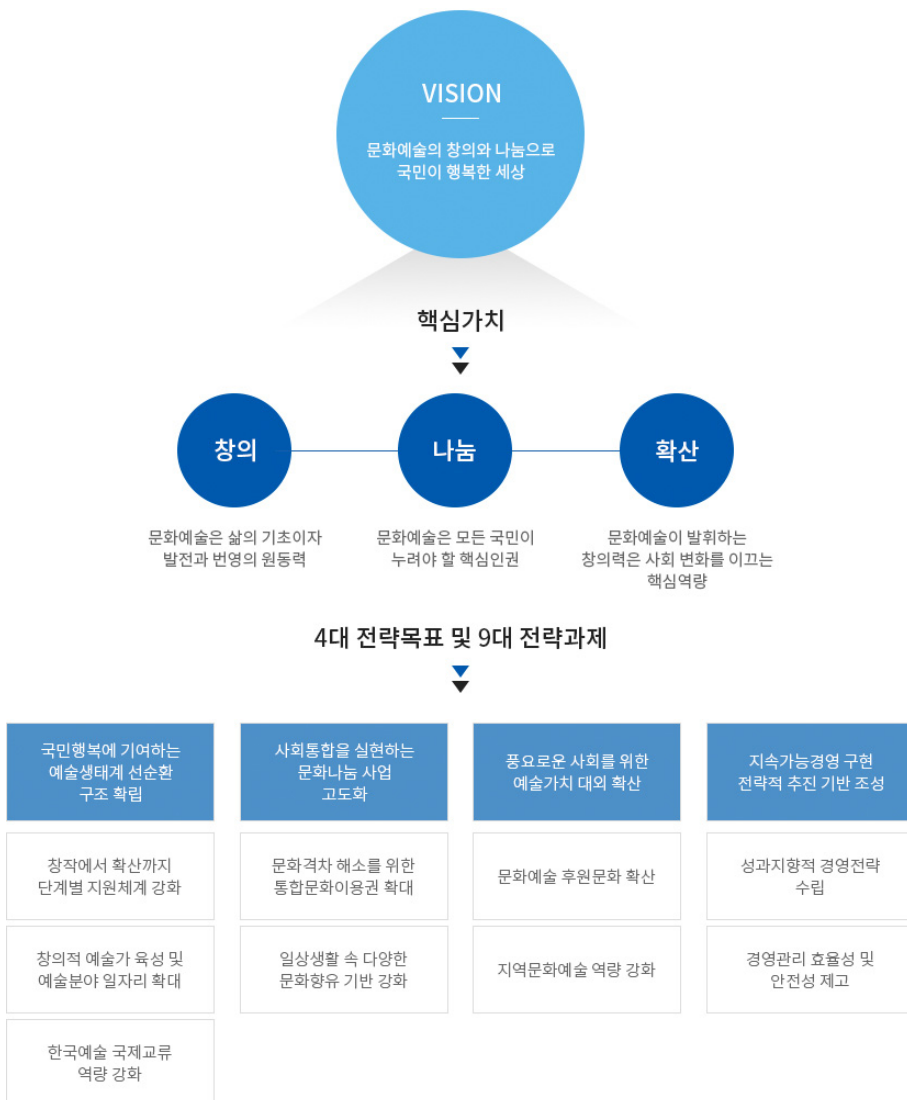 VISION
문화예술의 창의와 나눔으로
국민이 행복한 세상
핵심가치
창의
나눔
확산
문화예술은 삶의 기초이자
발전과 번영의 원동력
문화예술은 모든 국민이
누려야 할 핵심인권
문화예술이 발휘하는
창의력은 사회 변화를 이끄는
핵심역량
4대 전략목표 및 9대 전략과제
국민행복에 기여하는
예술생태계 선순환
구조 확립
창작에서 확산까지
단계별 지원체계 강화
창의적 예술가 육성 및
예술분야 일자리 확대
한국예술 국제교류
역량 강화
사회통합을 실현하는
문화나눔 사업
고도화
문화격차 해소를 위한
통합문화이용권 확대
일상생활 속 다양한
문화향유 기반 강화
풍요로운 사회를 위한
예술가치 대외 확산
문화예술 후원문화 확산
지역문화예술 역량 강화
지속가능경영 구현
전략적 추진 기반 조성
성과지향적 경영전략
수립
경영관리 효율성 및
안전성 제고